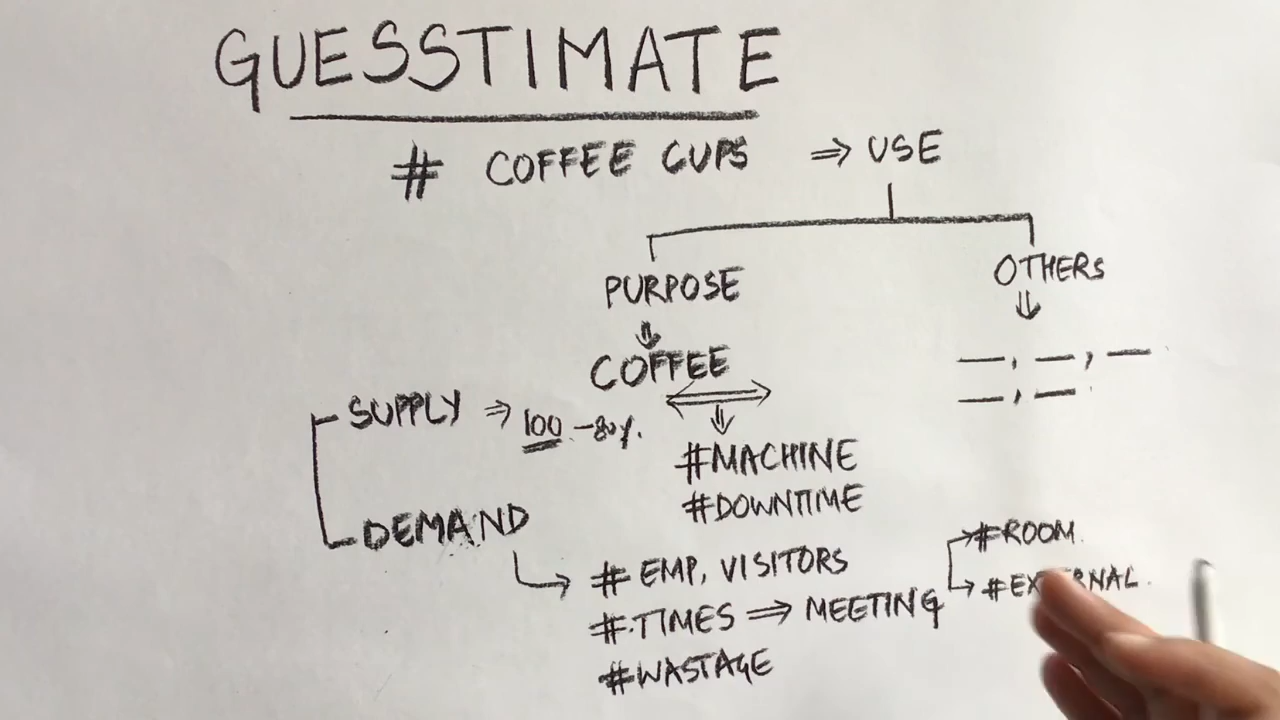 GUESSTIMATE
# COFFEE CUPS ⇒ USE
PURPOSE
OTHERS
COFFEE
SUPPLY ⇒ 100 - 80%.
#MACHINE
#DOWNTIME
DEMAND
# EMP, VISITORS
#TIMES ⇒ MEETING
#WASTAGE
#ROOM
#EXTERNAL